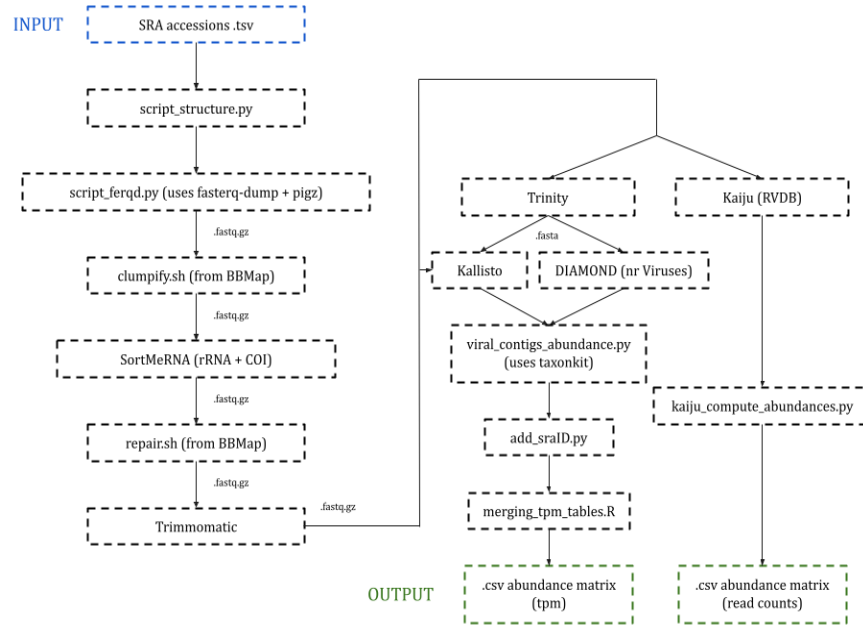 INPUT
SRA accessions .tsv
script_structure.py
script_ferqd.py (uses fasterq-dump + pigz)
.fastq.gz
clumpify.sh (from BBMap)
.fastq.gz
SortMeRNA (rRNA + COI)
.fastq.gz
repair.sh (from BBMap)
.fastq.gz
Trimmomatic
.fastq.gz
Trinity
Kaiju (RVDB)
.fasta
Kallisto
DIAMOND (nr Viruses)
viral_contigs_abundance.py
(uses taxonkit)
kaiju_compute_abundances.py
add_sraID.py
merging_tpm_tables.R
OUTPUT
.csv abundance matrix
(tpm)
.csv abundance matrix
(read counts)